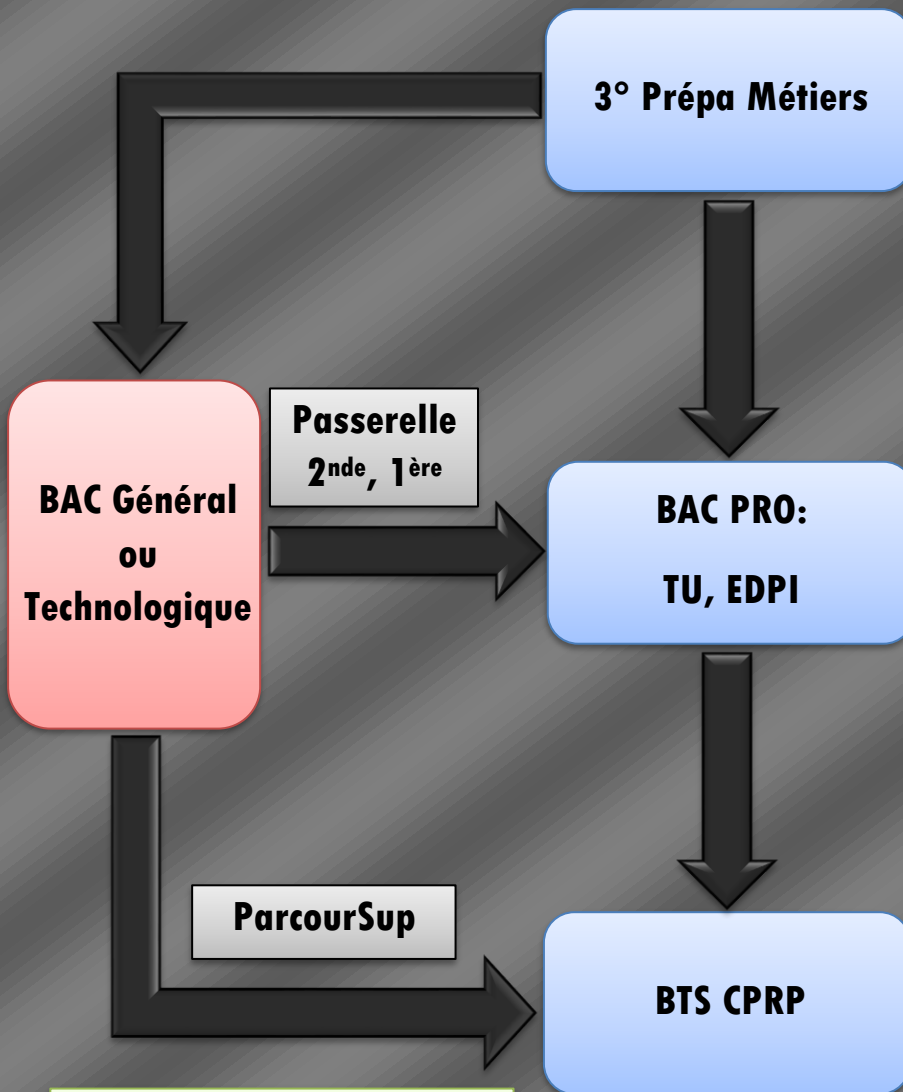 3° Prépa Métiers
Passerelle
2nde, 1ère
BAC Général
ou
Technologique
BAC PRO:
TU, EDPI
ParcourSup
BTS CPRP